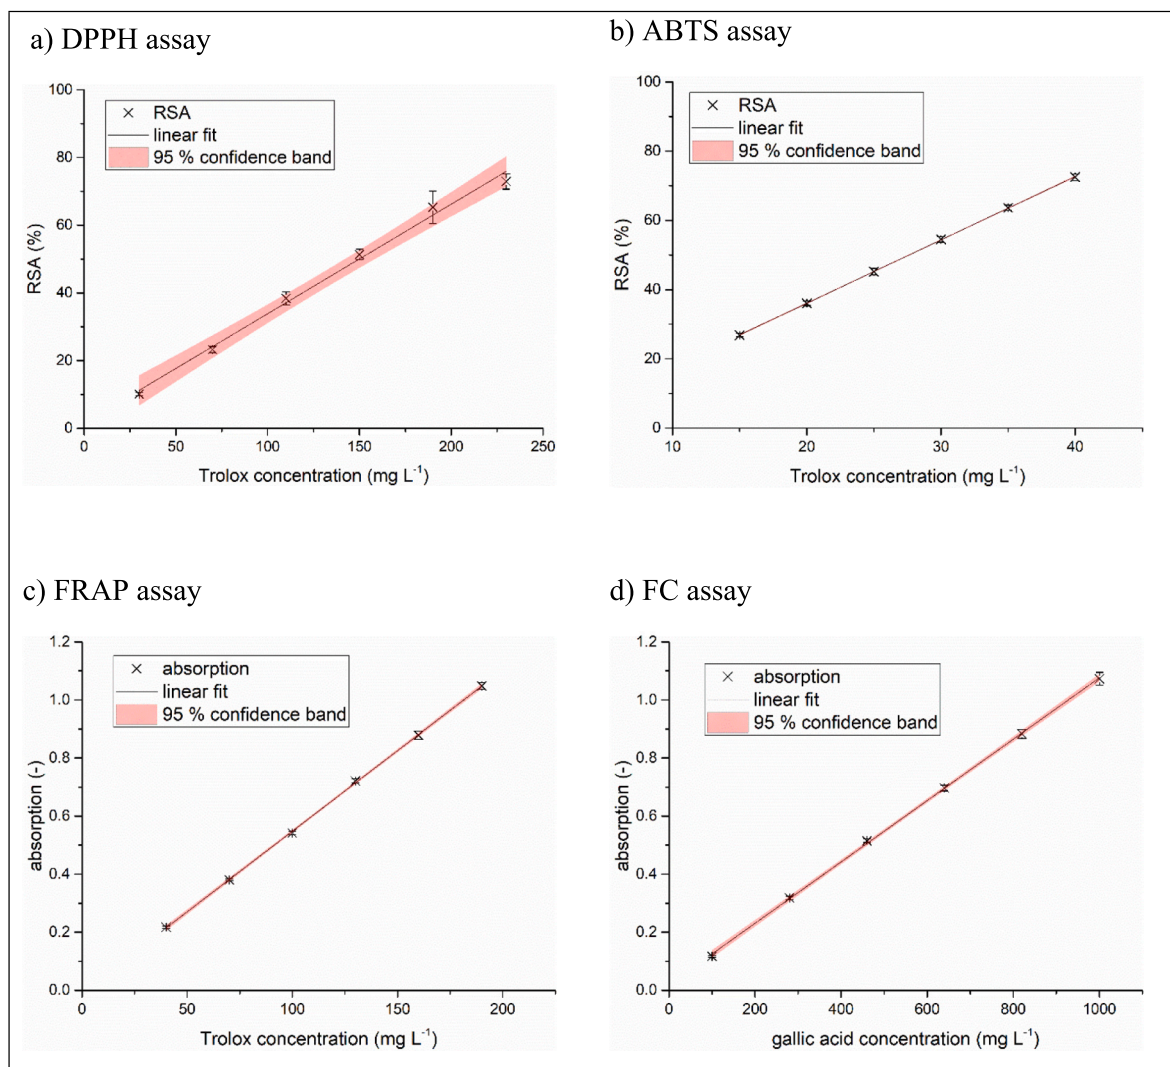 a) DPPH assay
100
80
60
40
20
0
RSA (%)
RSA
linear fit
95 % confidence band
0 50 100 150 200 250
Trolox concentration (mg L⁻¹)
b) ABTS assay
100
80
60
40
20
0
RSA (%)
RSA
linear fit
95 % confidence band
10 20 30 40
Trolox concentration (mg L⁻¹)
c) FRAP assay
1.2
1.0
0.8
0.6
0.4
0.2
0.0
absorption (-)
absorption
linear fit
95 % confidence band
0 50 100 150 200
Trolox concentration (mg L⁻¹)
d) FC assay
1.2
1.0
0.8
0.6
0.4
0.2
0.0
absorption (-)
absorption
linear fit
95 % confidence band
0 200 400 600 800 1000
gallic acid concentration (mg L⁻¹)